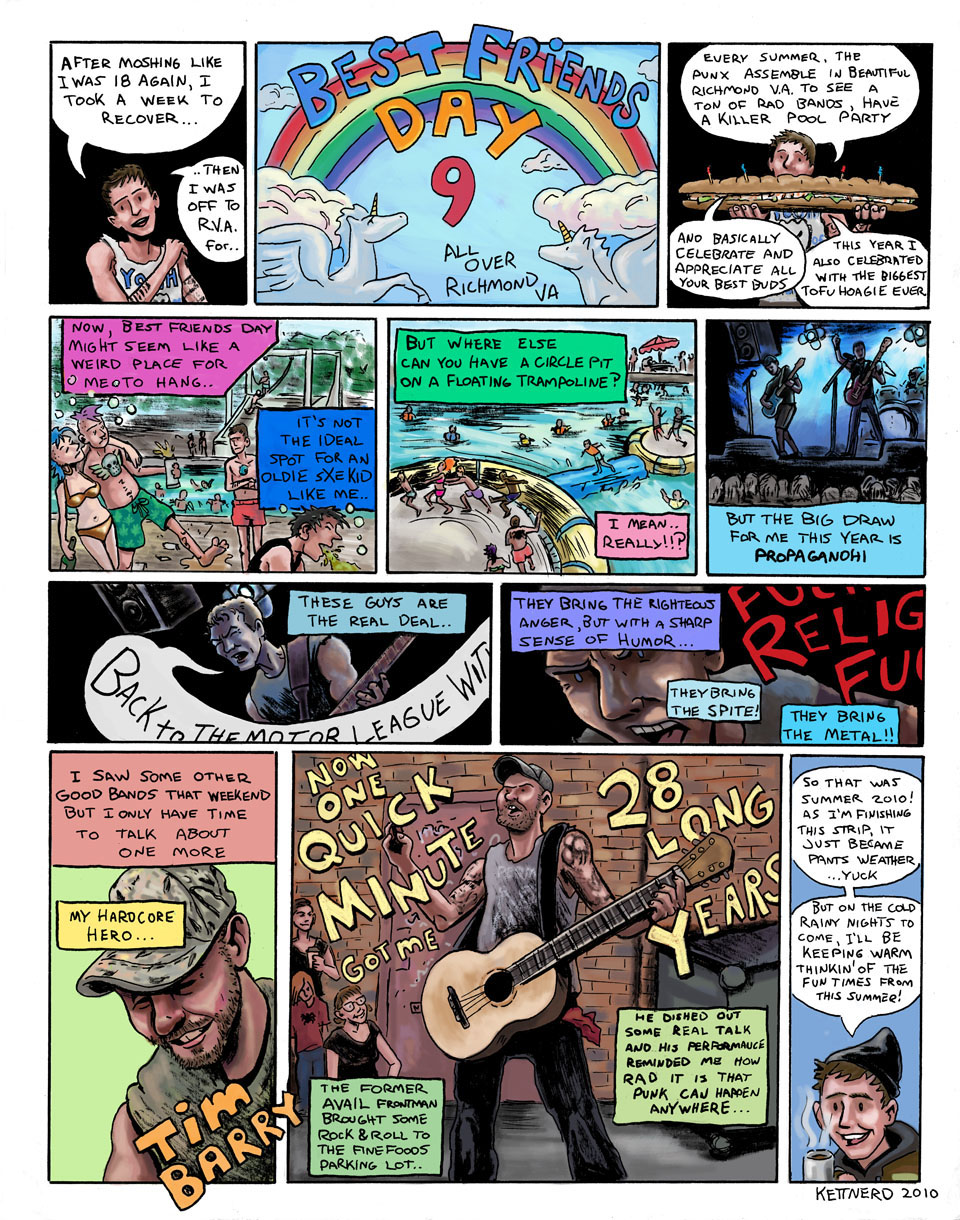 AFTER MOSHING LIKE
I WAS 18 AGAIN, I
TOOK A WEEK TO
RECOVER...
..THEN
I WAS
OFF TO
R.V.A.
for..
BEST FRIENDS
DAY
9
ALL
OVER
RICHMOND
VA
EVERY SUMMER, THE
PUNX ASSEMBLE IN BEAUTIFUL
RICHMOND V.A. TO SEE A
TON OF RAD BANDS, HAVE
A KILLER POOL PARTY
AND BASICALLY
CELEBRATE AND
APPRECIATE ALL
YOUR BEST BUDS
THIS YEAR I
ALSO CELEBRATED
WITH THE BIGGEST
TOFU HOAGIE EVER
NOW, BEST FRIENDS DAY
MIGHT SEEM LIKE A
WEIRD PLACE FOR
ME TO HANG..
IT'S NOT
THE IDEAL
SPOT FOR AN
OLDIE SXE KID
LIKE ME..
BUT WHERE ELSE
CAN YOU HAVE A CIRCLE PIT
ON A FLOATING TRAMPOLINE?
I MEAN..
REALLY!!?
BUT THE BIG DRAW
FOR ME THIS YEAR IS
PROPAGANDHI
THESE GUYS ARE
THE REAL DEAL..
BACK to THE MOTOR LEAGUE WITH
THEY BRING THE RIGHTEOUS
ANGER, BUT WITH A SHARP
SENSE OF HUMOR...
RELIG
FUC
THEY BRING
THE SPITE!
THEY BRING
THE METAL!!
I SAW SOME OTHER
GOOD BANDS THAT WEEKEND
BUT I ONLY HAVE TIME
TO TALK ABOUT
ONE MORE
MY HARDCORE
HERO...
TIM
BARRY
NOW
ONE
QUICK
MINUTE
GOT ME
28
LONG
YEARS
THE FORMER
AVAIL FRONTMAN
BROUGHT SOME
ROCK & ROLL TO
THE FINE FOODS
PARKING LOT..
HE DISHED OUT
SOME REAL TALK
AND HIS PERFORMANCE
REMINDED ME HOW
RAD IT IS THAT
PUNK CAN HAPPEN
ANYWHERE...
SO THAT WAS
SUMMER 2010!
AS I'M FINISHING
THIS STRIP, IT
JUST BECAME
PANTS WEATHER,
...YUCK
BUT ON THE COLD
RAINY NIGHTS TO
COME, I'LL BE
KEEPING WARM
THINKIN' OF THE
FUN TIMES FROM
THIS SUMMER!
KETTNERD 2010